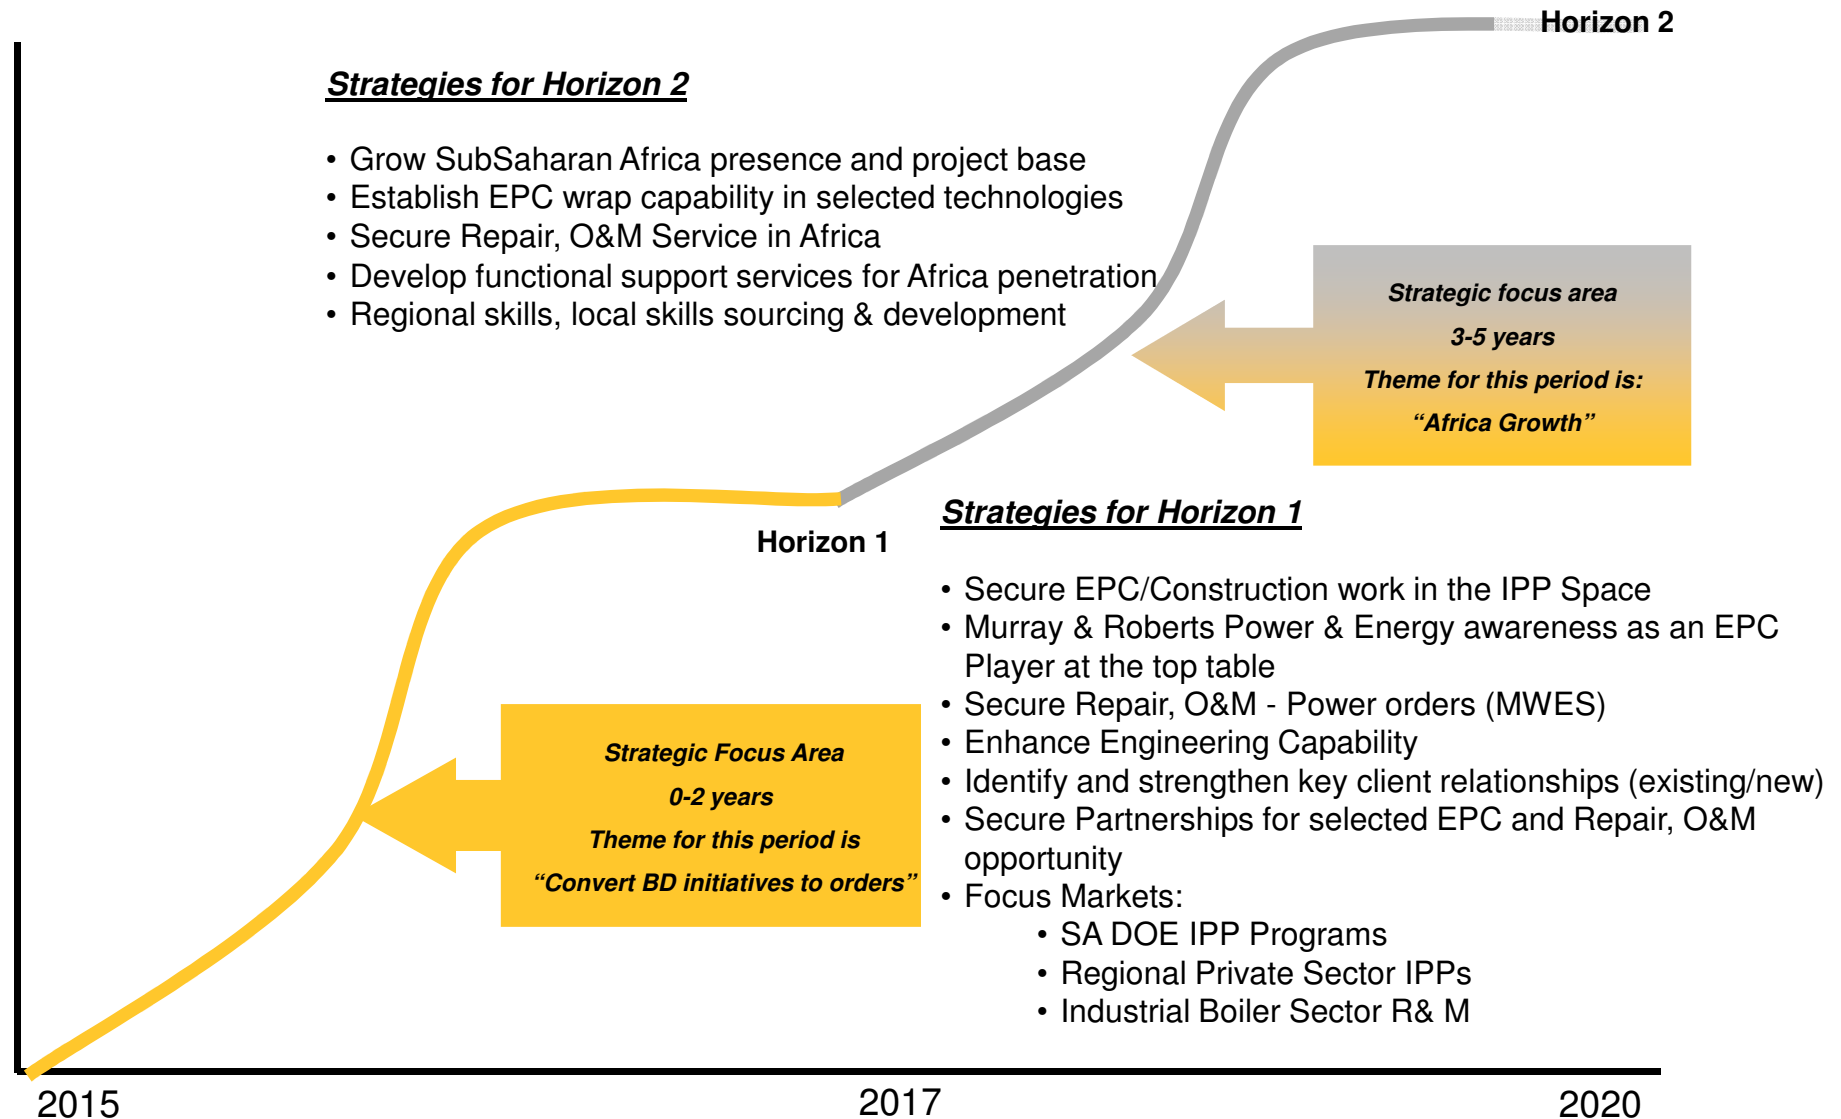 Horizon 2
Strategies for Horizon 2
• Grow SubSaharan Africa presence and project base
• Establish EPC wrap capability in selected technologies
• Secure Repair, O&M Service in Africa
• Develop functional support services for Africa penetration
• Regional skills, local skills sourcing & development
Strategic focus area
3-5 years
Theme for this period is:
“Africa Growth”
Horizon 1
Strategies for Horizon 1
• Secure EPC/Construction work in the IPP Space
• Murray & Roberts Power & Energy awareness as an EPC
Player at the top table
• Secure Repair, O&M - Power orders (MWES)
• Enhance Engineering Capability
• Identify and strengthen key client relationships (existing/new)
• Secure Partnerships for selected EPC and Repair, O&M
opportunity
• Focus Markets:
• SA DOE IPP Programs
• Regional Private Sector IPPs
• Industrial Boiler Sector R& M
Strategic Focus Area
0-2 years
Theme for this period is
“Convert BD initiatives to orders”
2015
2017
2020